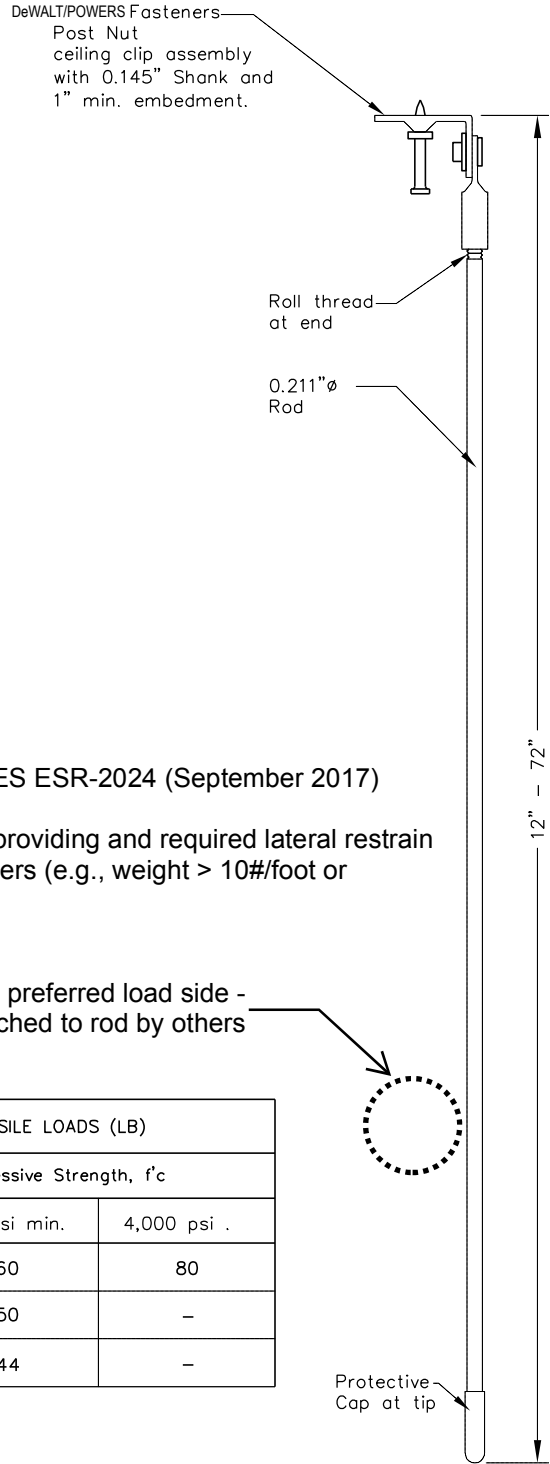 DeWALT/POWERS Fasteners
Post Nut
ceiling clip assembly
with 0.145" Shank and
1" min. embedment.
Roll thread
at end
0.211"ø
Rod
12" – 72"
ES ESR-2024 (September 2017)
providing and required lateral restrain
ers (e.g., weight > 10#/foot or
preferred load side -
ched to rod by others
SILE LOADS (LB)
essive Strength, f'c
si min. 4,000 psi .
60 80
50 –
44 –
Protective
Cap at tip